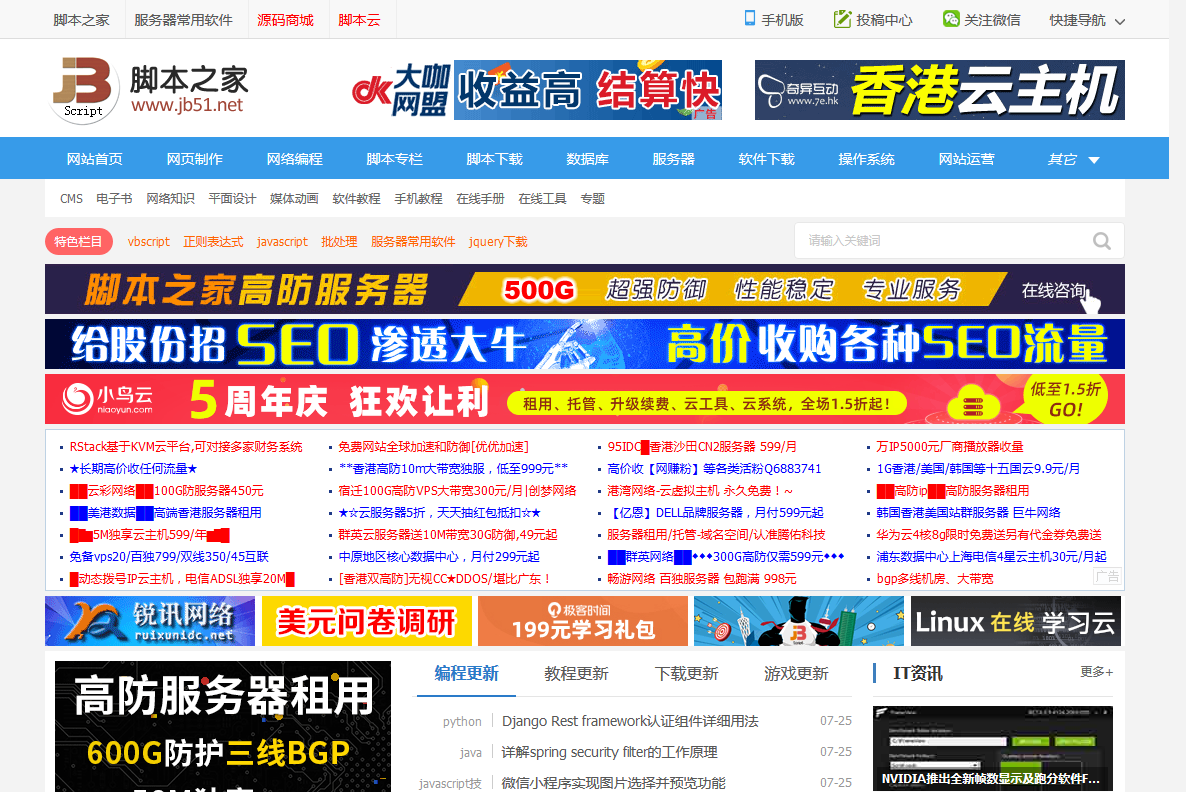 脚本之家 服务器常用软件 源码商城 脚本云 手机版 投稿中心 关注微信 快捷导航
JB Script 脚本之家 www.jb51.net
dk 大咖网盟 收益高 结算快 广告
奇异互动 www.7e.hk 香港云主机
网站首页 网页制作 网络编程 脚本专栏 脚本下载 数据库 服务器 软件下载 操作系统 网站运营 其它
CMS 电子书 网络知识 平面设计 媒体动画 软件教程 手机教程 在线手册 在线工具 专题
特色栏目 vbscript 正则表达式 javascript 批处理 服务器常用软件 jquery下载 请输入关键词
脚本之家高防服务器 500G 超强防御 性能稳定 专业服务 在线咨询
给股份招SEO渗透大牛 高价收购各种SEO流量
小鸟云 niaoyun.com 5周年庆 狂欢让利 租用、托管、升级续费、云工具、云系统，全场1.5折起! 低至1.5折 GO!
RStack基于KVM云平台,可对接多家财务系统 免费网站全球加速和防御[优优加速] 95IDC█香港沙田CN2服务器 599/月 万IP5000元厂商播放器收量
★长期高价收任何流量★ **香港高防10m大带宽独服，低至999元** 高价收【网赚粉】等各类活粉Q6883741 1G香港/美国/韩国等十五国云9.9元/月
██云彩网络██100G防服务器450元 宿迁100G高防VPS大带宽300元/月|创梦网络 港湾网络-云虚拟主机 永久免费！~ ██高防ip██高防服务器租用
██美港数据██高端香港服务器租用 ★☆云服务器5折，天天抽红包抵扣☆★ 【亿恩】DELL品牌服务器，月付599元起 韩国香港美国站群服务器 巨牛网络
█▇▆5M独享云主机599/年▆▇█ 群英云服务器送10M带宽30G防御,49元起 服务器租用/托管-域名空间/认准腾佑科技 华为云4核8g限时免费送另有代金券免费送
免备vps20/百独799/双线350/45互联 中原地区核心数据中心，月付299元起 ██群英网络██◆◆◆300G高防仅需599元◆◆◆ 浦东数据中心上海电信4星云主机30元/月起
█动态拨号IP云主机，电信ADSL独享20M█ [香港双高防]无视CC★DDOS/堪比广东！ 畅游网络 百独服务器 包跑满 998元 bgp多线机房、大带宽 广告
锐讯网络 ruixunidc.net 美元问卷调研 极客时间 199元学习礼包 JB Linux 在线 学习云
高防服务器租用
600G防护三线BGP
编程更新 教程更新 下载更新 游戏更新 IT资讯 更多+
python Django Rest framework认证组件详细用法 07-25
java 详解spring security filter的工作原理 07-25
javascript技 微信小程序实现图片选择并预览功能 07-25
NVIDIA推出全新帧数显示及跑分软件F...